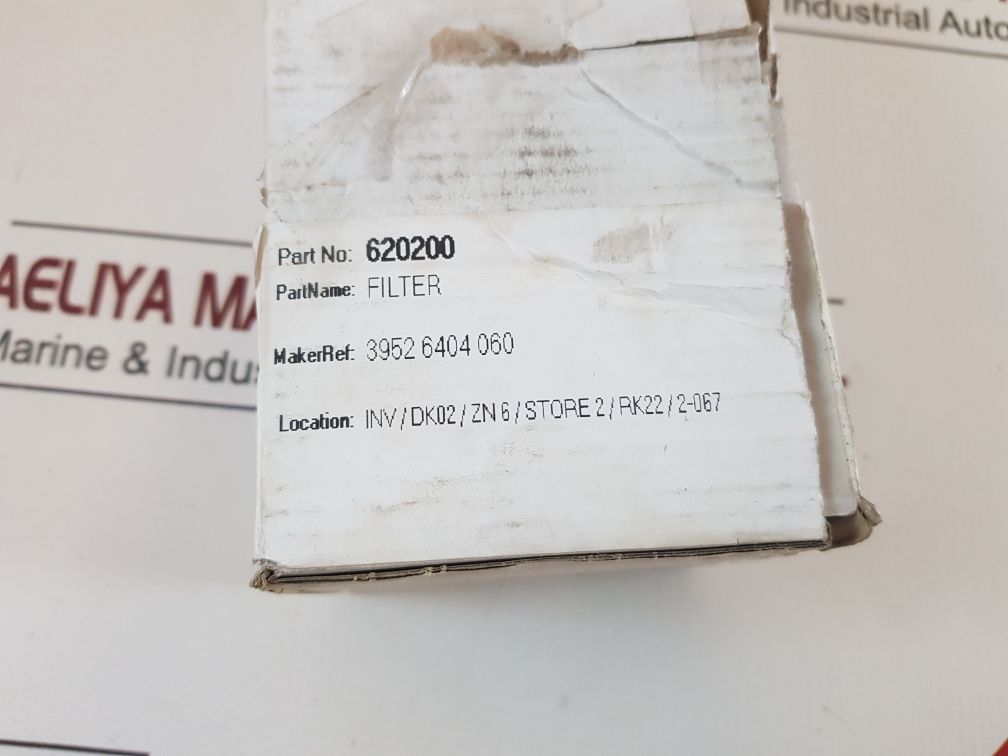 Industrial Auto
AELIYA MA
Marine & Indus
Part No: 620200
PartName: FILTER
MakerRef: 3952 6404 060
Location: INV / DK02 / ZN 6 / STORE 2 / RK22 / 2-067